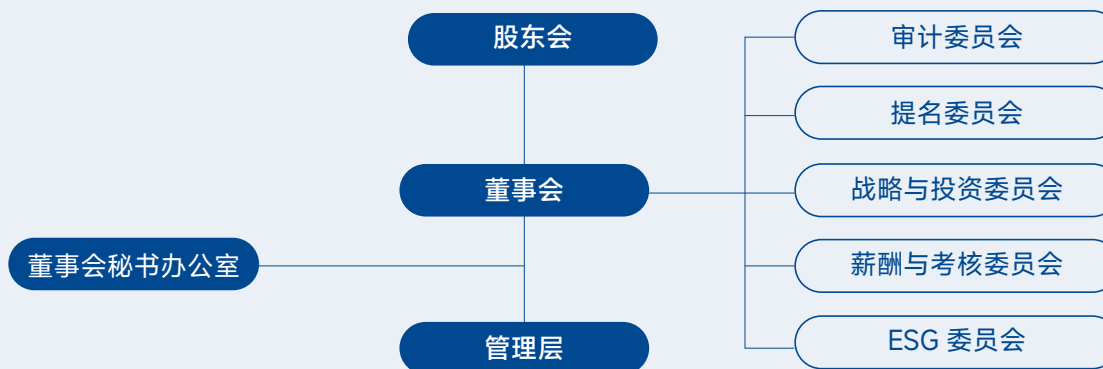 股东会
董事会
董事会秘书办公室
管理层
审计委员会
提名委员会
战略与投资委员会
薪酬与考核委员会
ESG 委员会